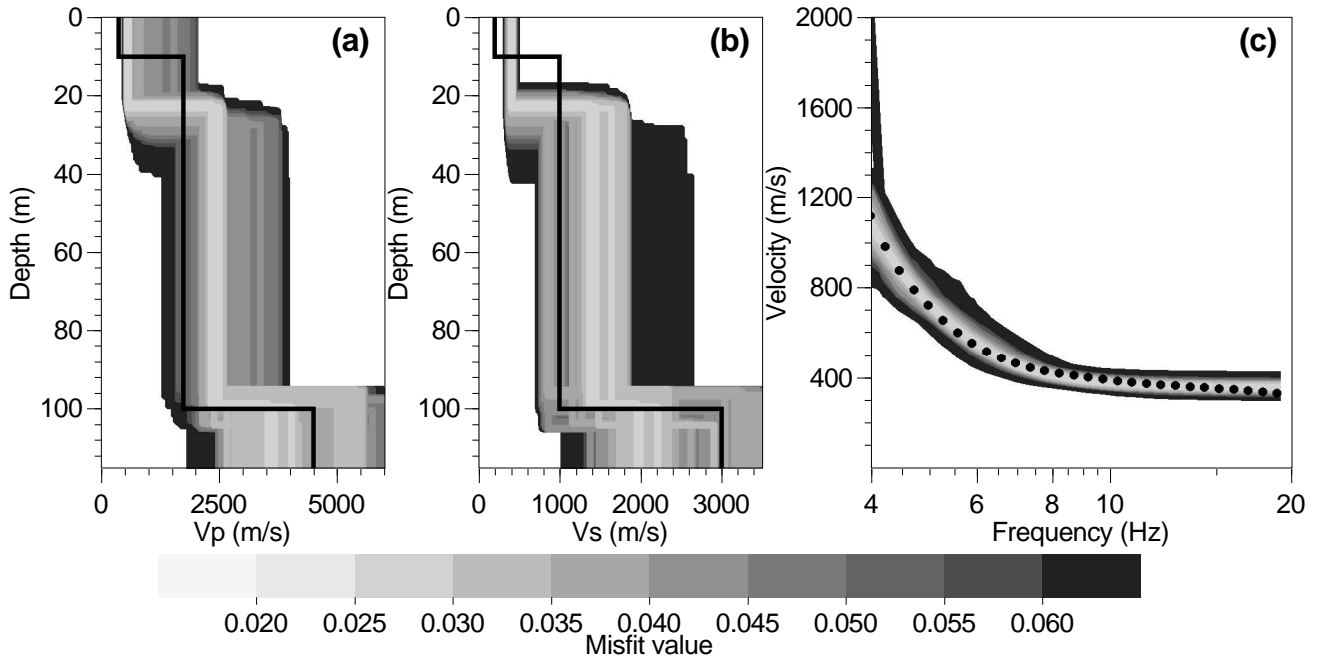 (a)
0
20
40
60
80
100
Depth (m)
0 2500 5000
Vp (m/s)
(b)
0
20
40
60
80
100
Depth (m)
0 1000 2000 3000
Vs (m/s)
(c)
2000
1600
1200
800
400
Velocity (m/s)
4 6 8 10 20
Frequency (Hz)
0.020 0.025 0.030 0.035 0.040 0.045 0.050 0.055 0.060
Misfit value